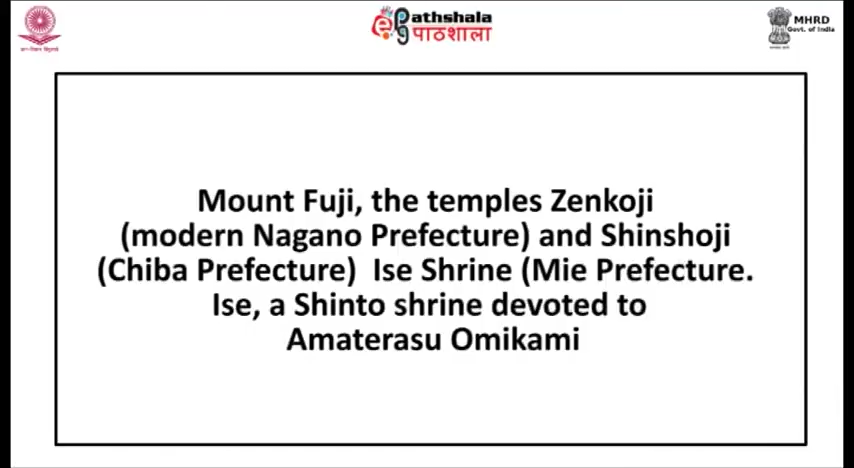 ePathshala
पाठशाला
MHRD
Govt. of India
Mount Fuji, the temples Zenkoji
(modern Nagano Prefecture) and Shinshoji
(Chiba Prefecture)  Ise Shrine (Mie Prefecture.
Ise, a Shinto shrine devoted to
Amaterasu Omikami